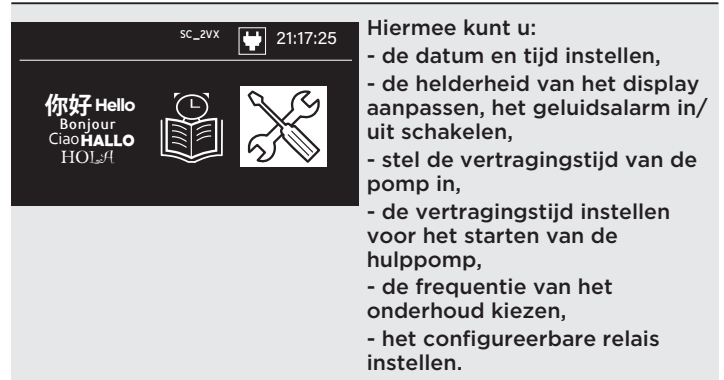 SC_2VX 21:17:25
你好 Hello
Bonjour
Ciao HALLO
HOLA
Hiermee kunt u:
- de datum en tijd instellen,
- de helderheid van het display
aanpassen, het geluidsalarm in/
uit schakelen,
- stel de vertragingstijd van de
pomp in,
- de vertragingstijd instellen
voor het starten van de
hulppomp,
- de frequentie van het
onderhoud kiezen,
- het configureerbare relais
instellen.